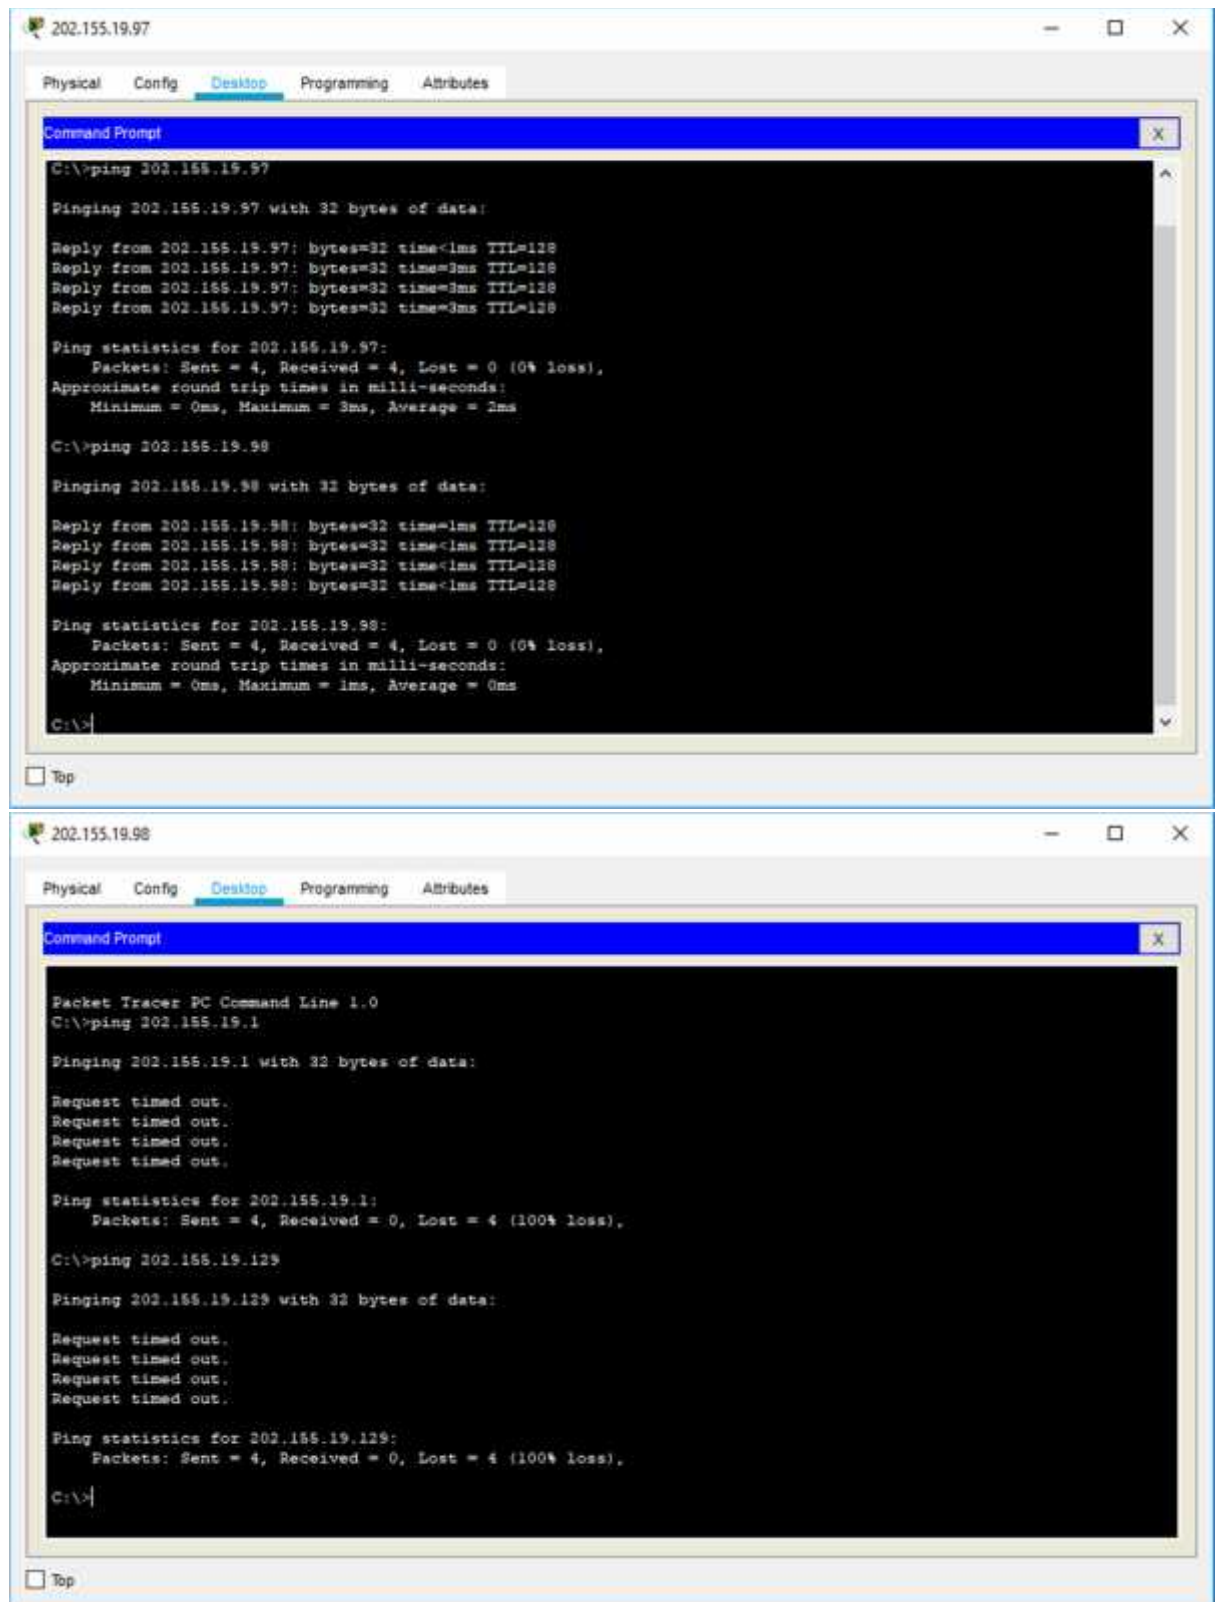 202.155.19.97
Physical Config Desktop Programming Attributes
Command Prompt X
C:\>ping 202.155.19.97
Pinging 202.155.19.97 with 32 bytes of data:
Reply from 202.155.19.97: bytes=32 time<1ms TTL=128
Reply from 202.155.19.97: bytes=32 time=3ms TTL=128
Reply from 202.155.19.97: bytes=32 time=3ms TTL=128
Reply from 202.155.19.97: bytes=32 time=3ms TTL=128
Ping statistics for 202.155.19.97:
Packets: Sent = 4, Received = 4, Lost = 0 (0% loss),
Approximate round trip times in milli-seconds:
Minimum = 0ms, Maximum = 3ms, Average = 2ms
C:\>ping 202.155.19.98
Pinging 202.155.19.98 with 32 bytes of data:
Reply from 202.155.19.98: bytes=32 time=1ms TTL=128
Reply from 202.155.19.98: bytes=32 time<1ms TTL=128
Reply from 202.155.19.98: bytes=32 time<1ms TTL=128
Reply from 202.155.19.98: bytes=32 time<1ms TTL=128
Ping statistics for 202.155.19.98:
Packets: Sent = 4, Received = 4, Lost = 0 (0% loss),
Approximate round trip times in milli-seconds:
Minimum = 0ms, Maximum = 1ms, Average = 0ms
C:\>
Top
202.155.19.98
Physical Config Desktop Programming Attributes
Command Prompt X
Packet Tracer PC Command Line 1.0
C:\>ping 202.155.19.1
Pinging 202.155.19.1 with 32 bytes of data:
Request timed out.
Request timed out.
Request timed out.
Request timed out.
Ping statistics for 202.155.19.1:
Packets: Sent = 4, Received = 0, Lost = 4 (100% loss),
C:\>ping 202.155.19.129
Pinging 202.155.19.129 with 32 bytes of data:
Request timed out.
Request timed out.
Request timed out.
Request timed out.
Ping statistics for 202.155.19.129:
Packets: Sent = 4, Received = 0, Lost = 4 (100% loss),
C:\>
Top